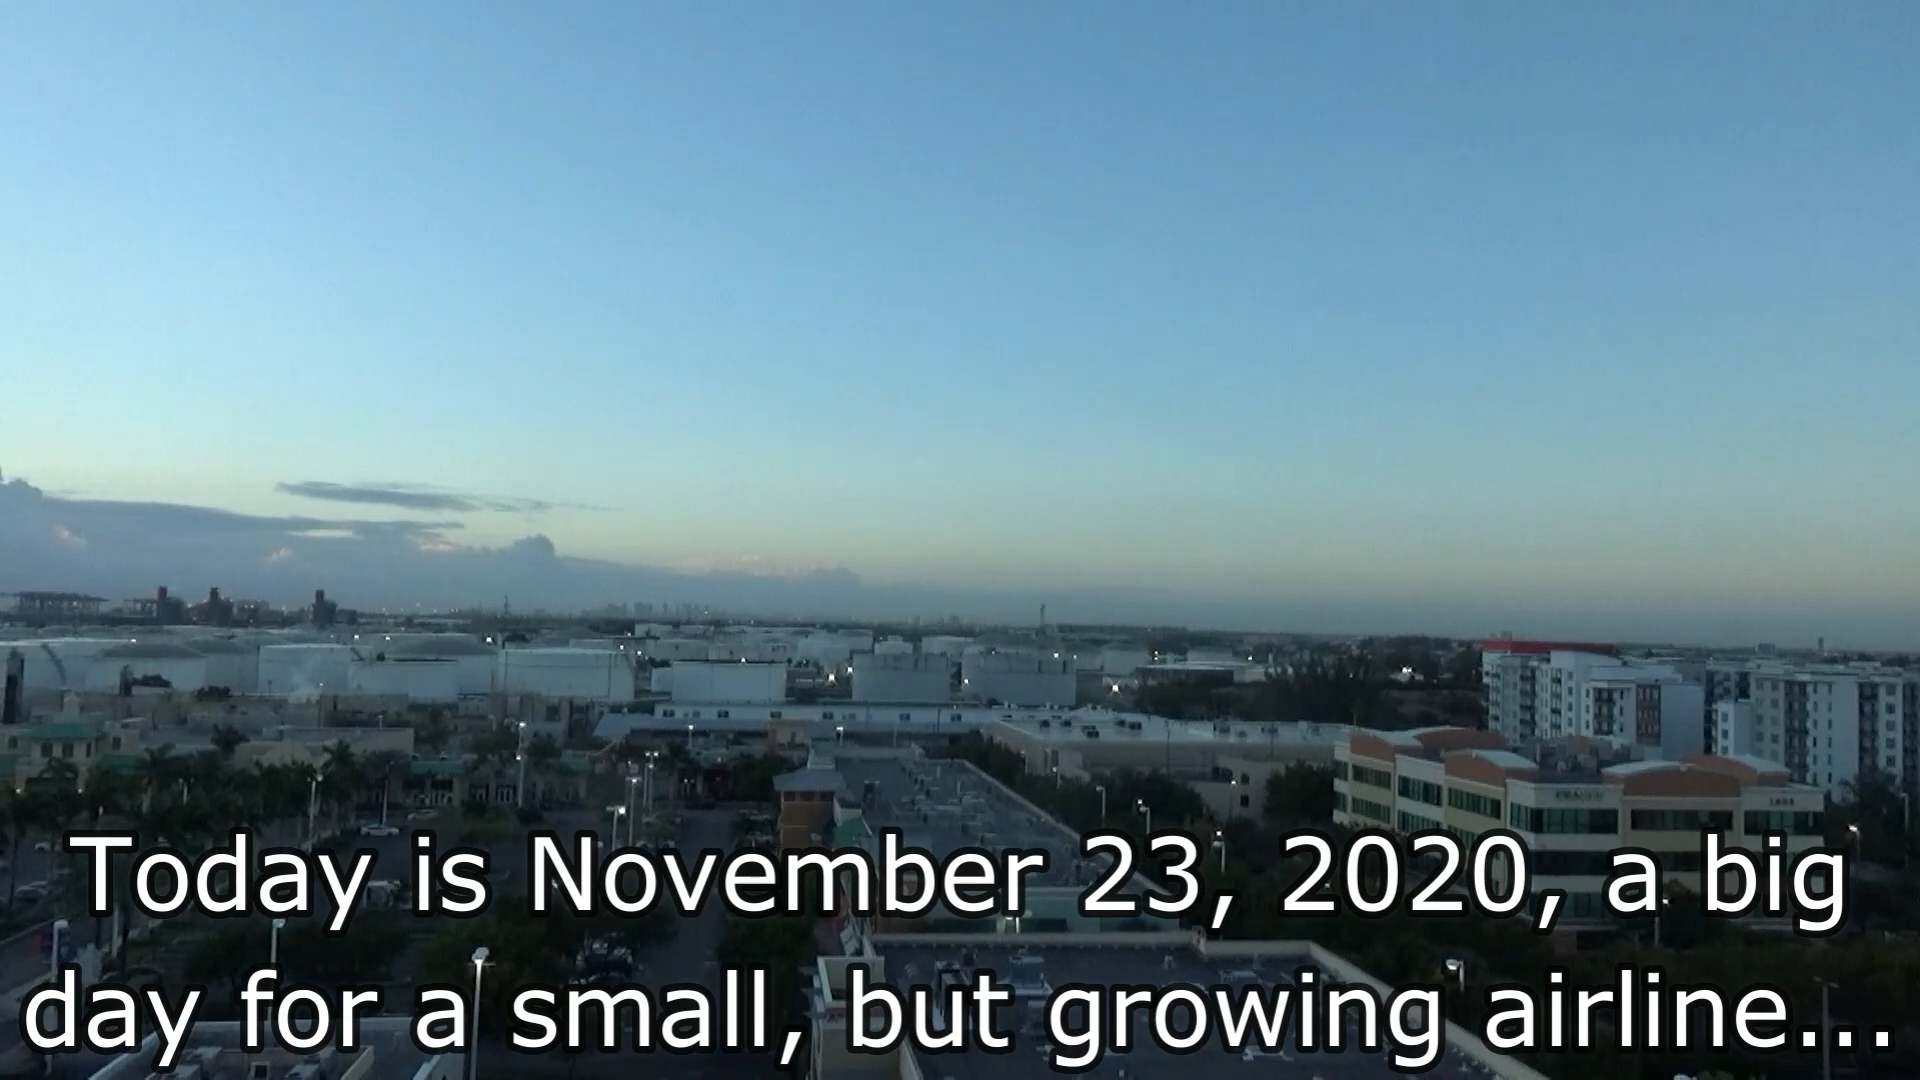 Today is November 23, 2020, a big
day for a small, but growing airline...